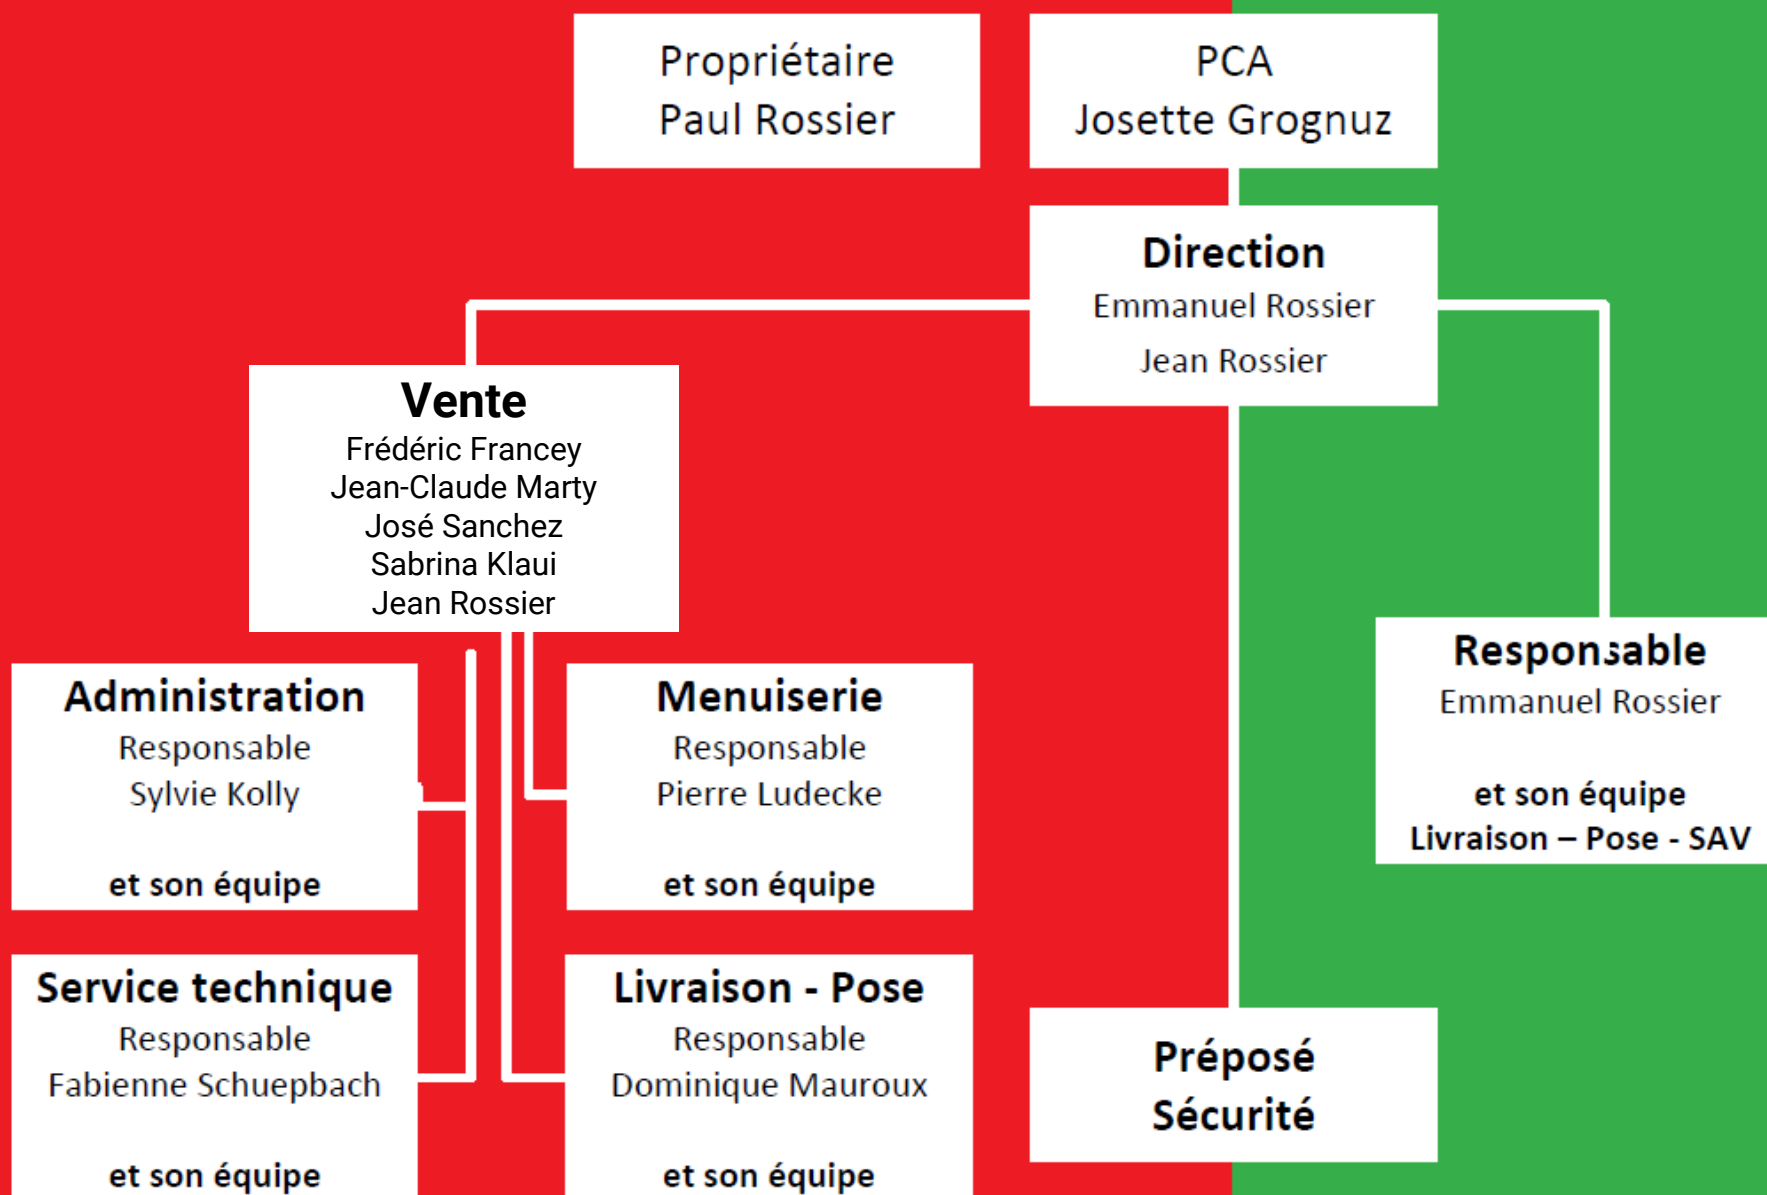 Propriétaire
Paul Rossier
PCA
Josette Grognuz
Direction
Emmanuel Rossier
Jean Rossier
Vente
Frédéric Francey
Jean-Claude Marty
José Sanchez
Sabrina Klaui
Jean Rossier
Administration
Responsable
Sylvie Kolly
et son équipe
Menuiserie
Responsable
Pierre Ludecke
et son équipe
Responsable
Emmanuel Rossier
et son équipe
Livraison – Pose - SAV
Service technique
Responsable
Fabienne Schuepbach
et son équipe
Livraison - Pose
Responsable
Dominique Mauroux
et son équipe
Préposé
Sécurité